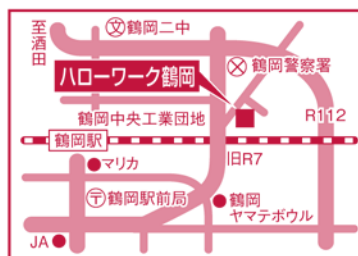 至酒田
文鶴岡二中
ハローワーク鶴岡
鶴岡警察署
鶴岡中央工業団地
R112
鶴岡駅
旧R7
マリカ
〒鶴岡駅前局
鶴岡
ヤマテボウル
JA